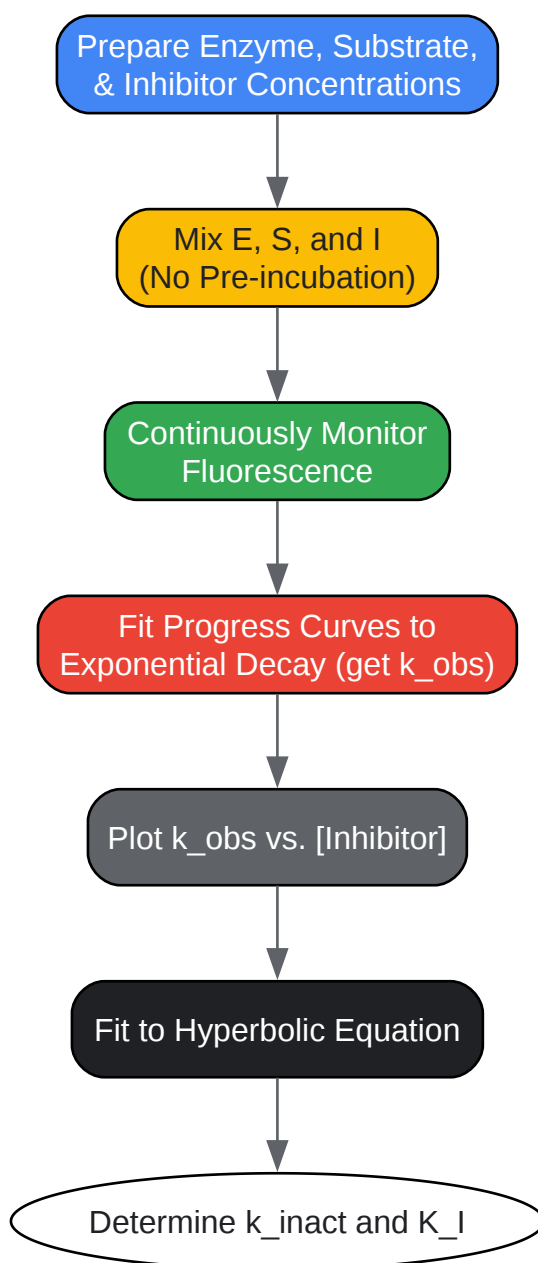 Prepare Enzyme, Substrate,
& Inhibitor Concentrations
Mix E, S, and I
(No Pre-incubation)
Continuously Monitor
Fluorescence
Fit Progress Curves to
Exponential Decay (get k_obs)
Plot k_obs vs. [Inhibitor]
Fit to Hyperbolic Equation
Determine k_inact and K_I